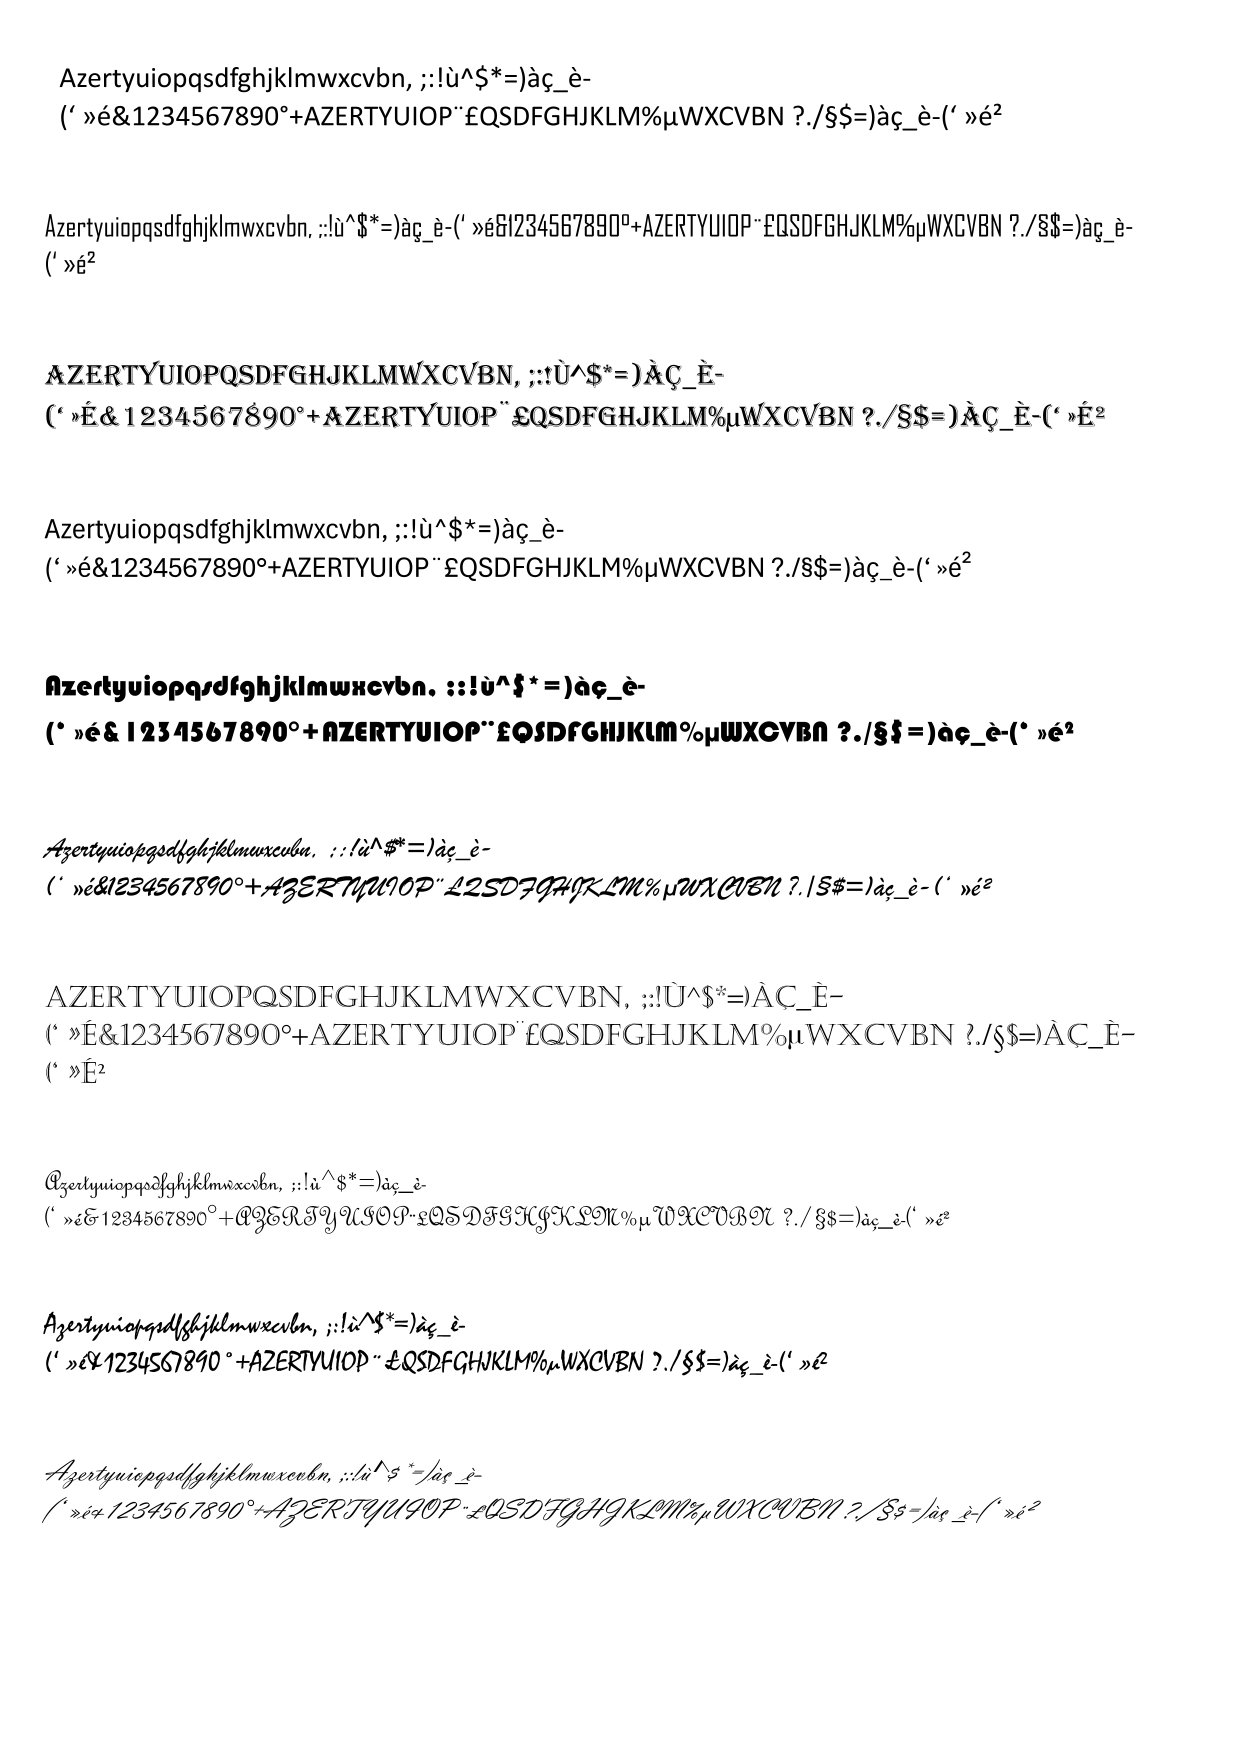 Azertyuiopqsdfghjklmwxcvbn, ;:!ù^$*=)àç_è-
(‘ »é&1234567890°+AZERTYUIOP¨£QSDFGHJKLM%µWXCVBN ?./§$=)àç_è-(‘ »é²
Azertyuiopqsdfghjklmwxcvbn, ;:!ù^$*=)àç_è-(‘ »é&1234567890°+AZERTYUIOP¨£QSDFGHJKLM%µWXCVBN ?./§$=)àç_è-
(‘ »é²
AZERTYUIOPQSDFGHJKLMWXCVBN, ;:!Ù^$*=)ÀÇ_È-
(‘ »É&1234567890°+AZERTYUIOP¨£QSDFGHJKLM%µWXCVBN ?./§$=)ÀÇ_È-(‘ »É²
Azertyuiopqsdfghjklmwxcvbn, ;:!ù^$*=)àç_è-
(‘ »é&1234567890°+AZERTYUIOP¨£QSDFGHJKLM%µWXCVBN ?./§$=)àç_è-(‘ »é²
Azertyuiopqsdfghjklmwxcvbn, ;:!ù^$*=)àç_è-
(‘ »é&1234567890°+AZERTYUIOP¨£QSDFGHJKLM%µWXCVBN ?./§$=)àç_è-(‘ »é²
Azertyuiopqsdfghjklmwxcvbn, ;:!ù^$*=)àç_è-
(‘ »é&1234567890°+AZERTYUIOP¨£QSDFGHJKLM%µWXCVBN ?./§$=)àç_è-(‘ »é²
AZERTYUIOPQSDFGHJKLMWXCVBN, ;:!Ù^$*=)ÀÇ_È-
(‘ »É&1234567890°+AZERTYUIOP¨£QSDFGHJKLM%µWXCVBN ?./§$=)ÀÇ_È-
(‘ »É²
Azertyuiopqsdfghjklmwxcvbn, ;:!ù^$*=)àç_è-
(‘ »é&1234567890°+AZERTYUIOP¨£QSDFGHJKLM%µWXCVBN ?./§$=)àç_è-(‘ »é²
Azertyuiopqsdfghjklmwxcvbn, ;:!ù^$*=)àç_è-
(‘ »é&1234567890°+AZERTYUIOP¨£QSDFGHJKLM%µWXCVBN ?./§$=)àç_è-(‘ »é²
Azertyuiopqsdfghjklmwxcvbn, ;:!ù^$*=)àç_è-
(‘ »é&1234567890°+AZERTYUIOP¨£QSDFGHJKLM%µWXCVBN ?./§$=)àç_è-(‘ »é²